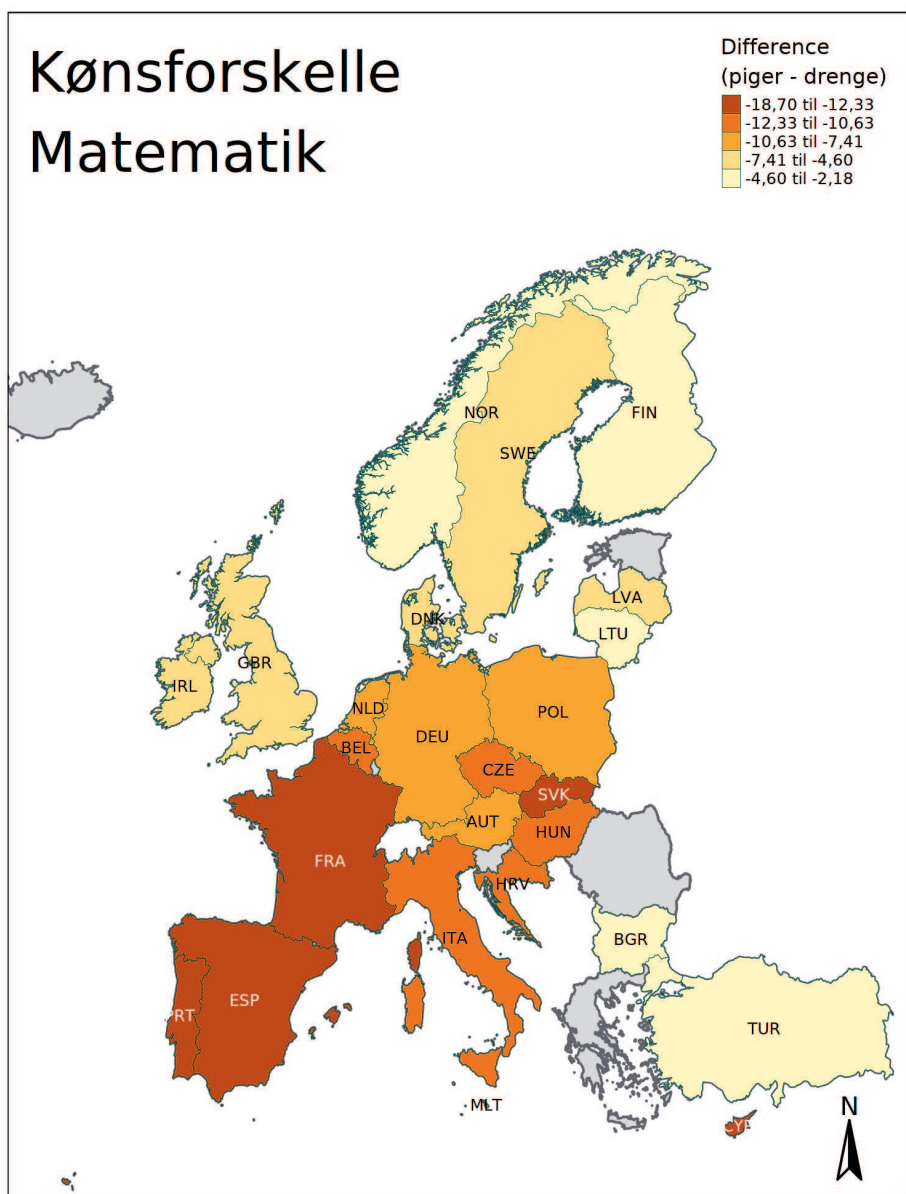 Kønsforskelle
Matematik
Difference
(piger - drenge)
-18,70 til -12,33
-12,33 til -10,63
-10,63 til -7,41
-7,41 til -4,60
-4,60 til -2,18
NOR
FIN
SWE
LVA
DNK
LTU
GBR
IRL
NLD
POL
DEU
BEL
CZE
SVK
AUT
HUN
FRA
HRV
ITA
BGR
ESP
PRT
TUR
MLT
N
CYP